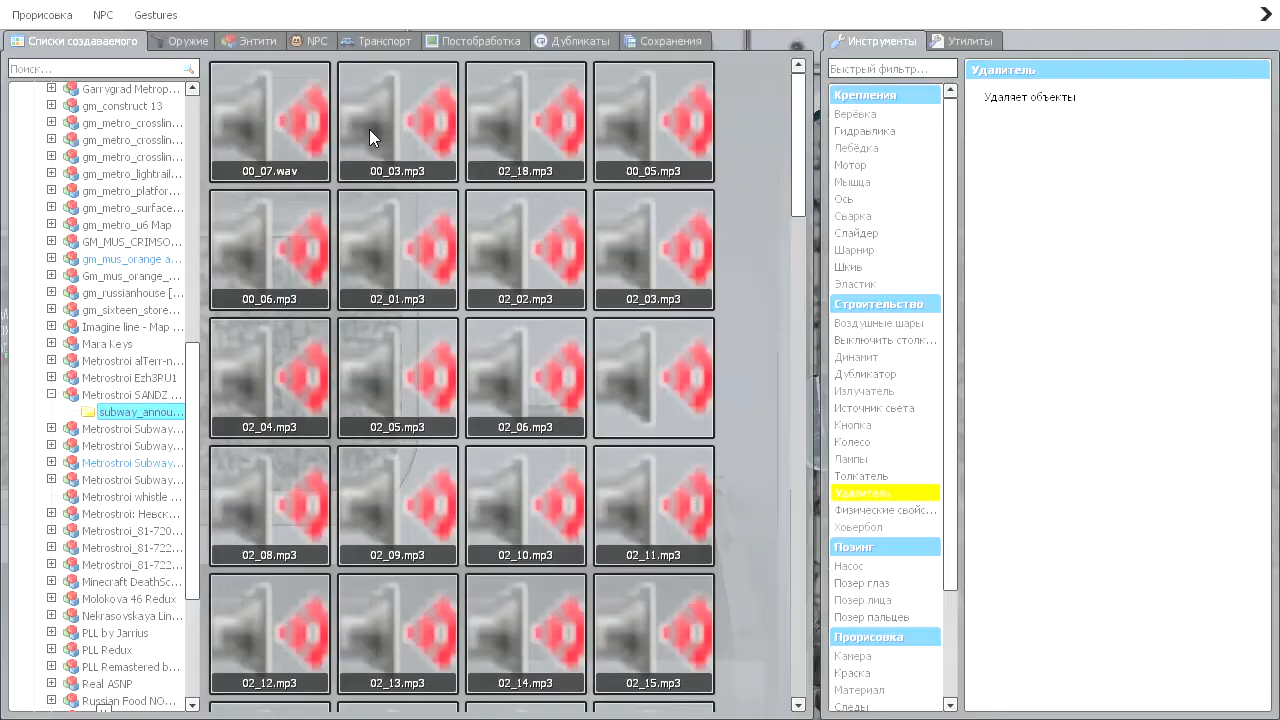 Прорисовка NPC Gestures
Списки создаваемого Оружие Энтити NPC Транспорт Постобработка Дубликаты Сохранения
Поиск...
Garrygrad Metrop...
gm_construct 13
gm_metro_crosslin...
gm_metro_crosslin...
gm_metro_crosslin...
gm_metro_lightrail...
gm_metro_platfor...
gm_metro_surface...
gm_metro_u6 Map
GM_MUS_CRIMSO...
gm_mus_orange a...
Gm_mus_orange_...
gm_russianhouse [...
gm_sixteen_store...
Imagine line - Map ...
Mara Keys
Metrostroi alTerr-n...
Metrostroi Ezh3RU1
Metrostroi SANDZ...
subway_annou...
Metrostroi Subway...
Metrostroi Subway...
Metrostroi Subway...
Metrostroi Subway...
Metrostroi whistle ...
Metrostroi: Невск...
Metrostroi_81-720...
Metrostroi_81-722...
Metrostroi_81-722...
Minecraft DeathSc...
Molokova 46 Redux
Nekrasovskaya Lin...
PLL by Jarrius
PLL Redux
PLL Remastered b...
Real ASNP
Russian Food NO...
00_07.wav 00_03.mp3 02_18.mp3 00_05.mp3
00_06.mp3 02_01.mp3 02_02.mp3 02_03.mp3
02_04.mp3 02_05.mp3 02_06.mp3
02_08.mp3 02_09.mp3 02_10.mp3 02_11.mp3
02_12.mp3 02_13.mp3 02_14.mp3 02_15.mp3
Инструменты Утилиты
Быстрый фильтр...
Крепления
Верёвка
Гидравлика
Лебёдка
Мотор
Мышца
Ось
Сварка
Слайдер
Шарнир
Шкив
Эластик
Строительство
Воздушные шары
Выключить столк...
Динамит
Дубликатор
Излучатель
Источник света
Кнопка
Колесо
Лампы
Толкатель
Удалитель
Физические свойс...
Ховербол
Позинг
Насос
Позер глаз
Позер лица
Позер пальцев
Прорисовка
Камера
Краска
Материал
Следы
Удалитель
Удаляет объекты